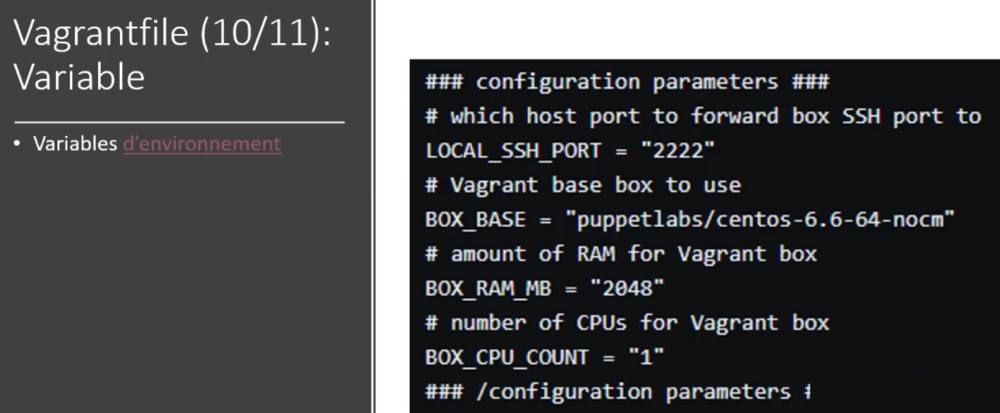 Vagrantfile (10/11):
Variable
• Variables d'environnement
### configuration parameters ###
# which host port to forward box SSH port to
LOCAL_SSH_PORT = "2222"
# Vagrant base box to use
BOX_BASE = "puppetlabs/centos-6.6-64-nocm"
# amount of RAM for Vagrant box
BOX_RAM_MB = "2048"
# number of CPUs for Vagrant box
BOX_CPU_COUNT = "1"
### /configuration parameters